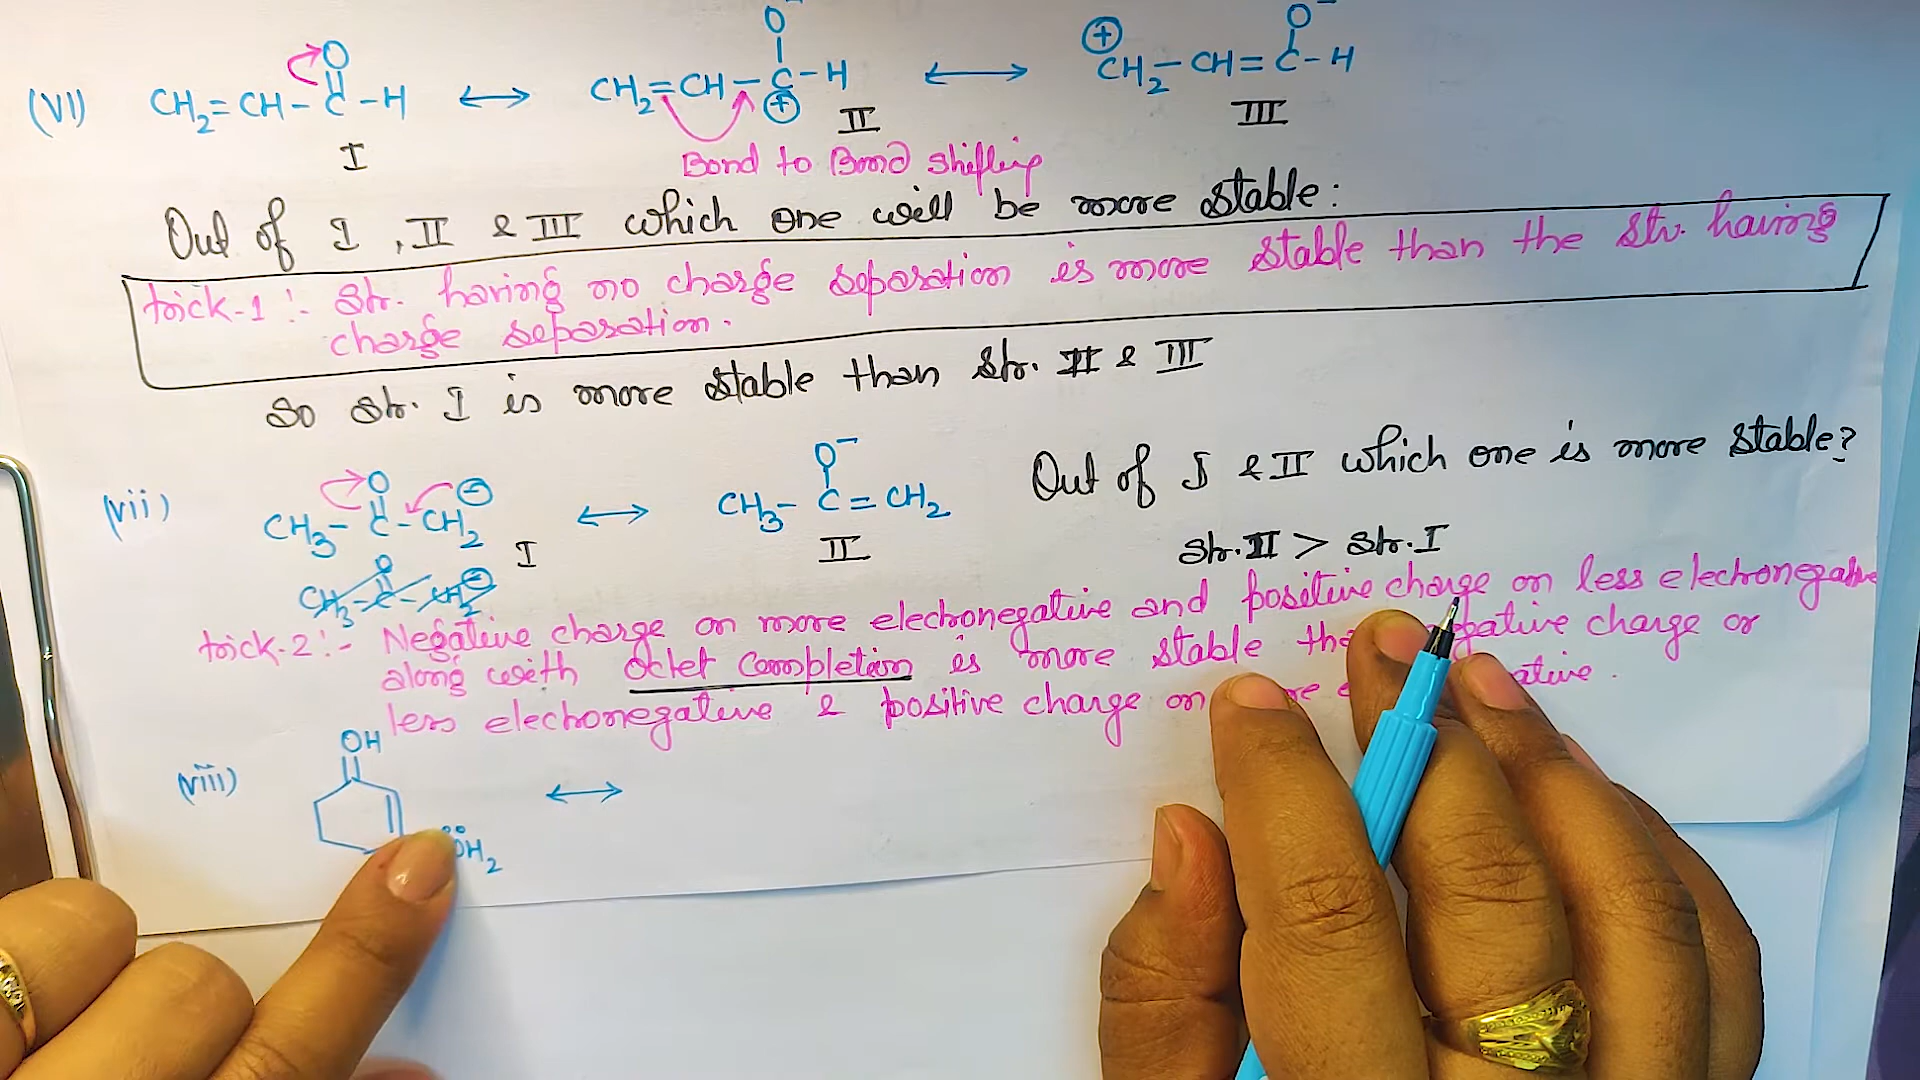 (VI) CH2=CH-C-H ↔ CH2=CH-C-H ↔ CH2-CH=C-H
O O- O-
⊕ ⊕
I II III
Bond to Bond shifting
Out of I, II & III which one will be more stable:
trick-1:- Str. having no charge separation is more stable than the str. having
charge separation.
So str. I is more stable than str. II & III
(vii) CH3-C-CH2 ↔ CH3-C=CH2 Out of I & II which one is more stable?
O ⊖ O-
I II str.II > str.I
trick-2:- Negative charge on more electronegative and positive charge on less electronegative
along with octet completion is more stable negative charge or
less electronegative & positive charge on
(viii) OH ↔
ÖH2